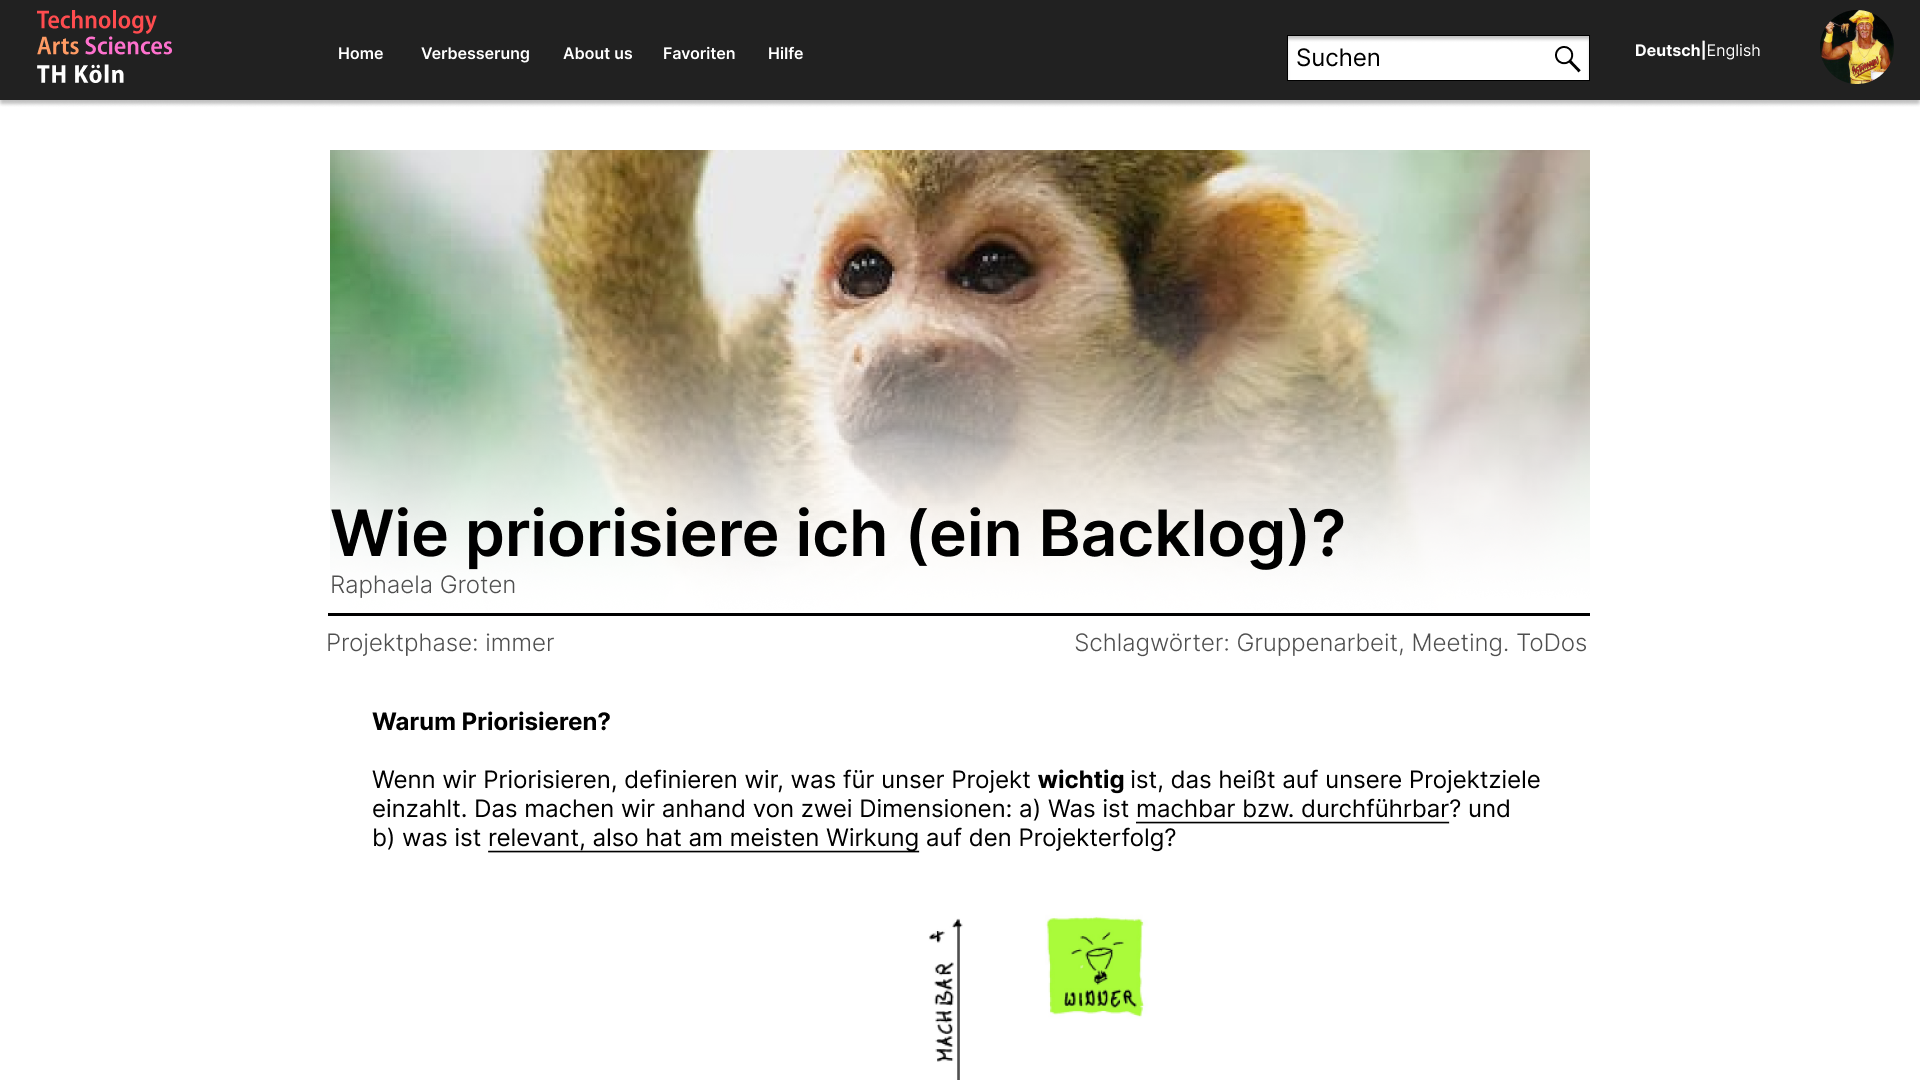 Technology
Arts Sciences
TH Köln
Home Verbesserung About us Favoriten Hilfe
Suchen
Deutsch|English
Wie priorisiere ich (ein Backlog)?
Raphaela Groten
Projektphase: immer
Schlagwörter: Gruppenarbeit, Meeting. ToDos
Warum Priorisieren?
Wenn wir Priorisieren, definieren wir, was für unser Projekt wichtig ist, das heißt auf unsere Projektziele
einzahlt. Das machen wir anhand von zwei Dimensionen: a) Was ist machbar bzw. durchführbar? und
b) was ist relevant, also hat am meisten Wirkung auf den Projekterfolg?
MACHBAR +
WINNER